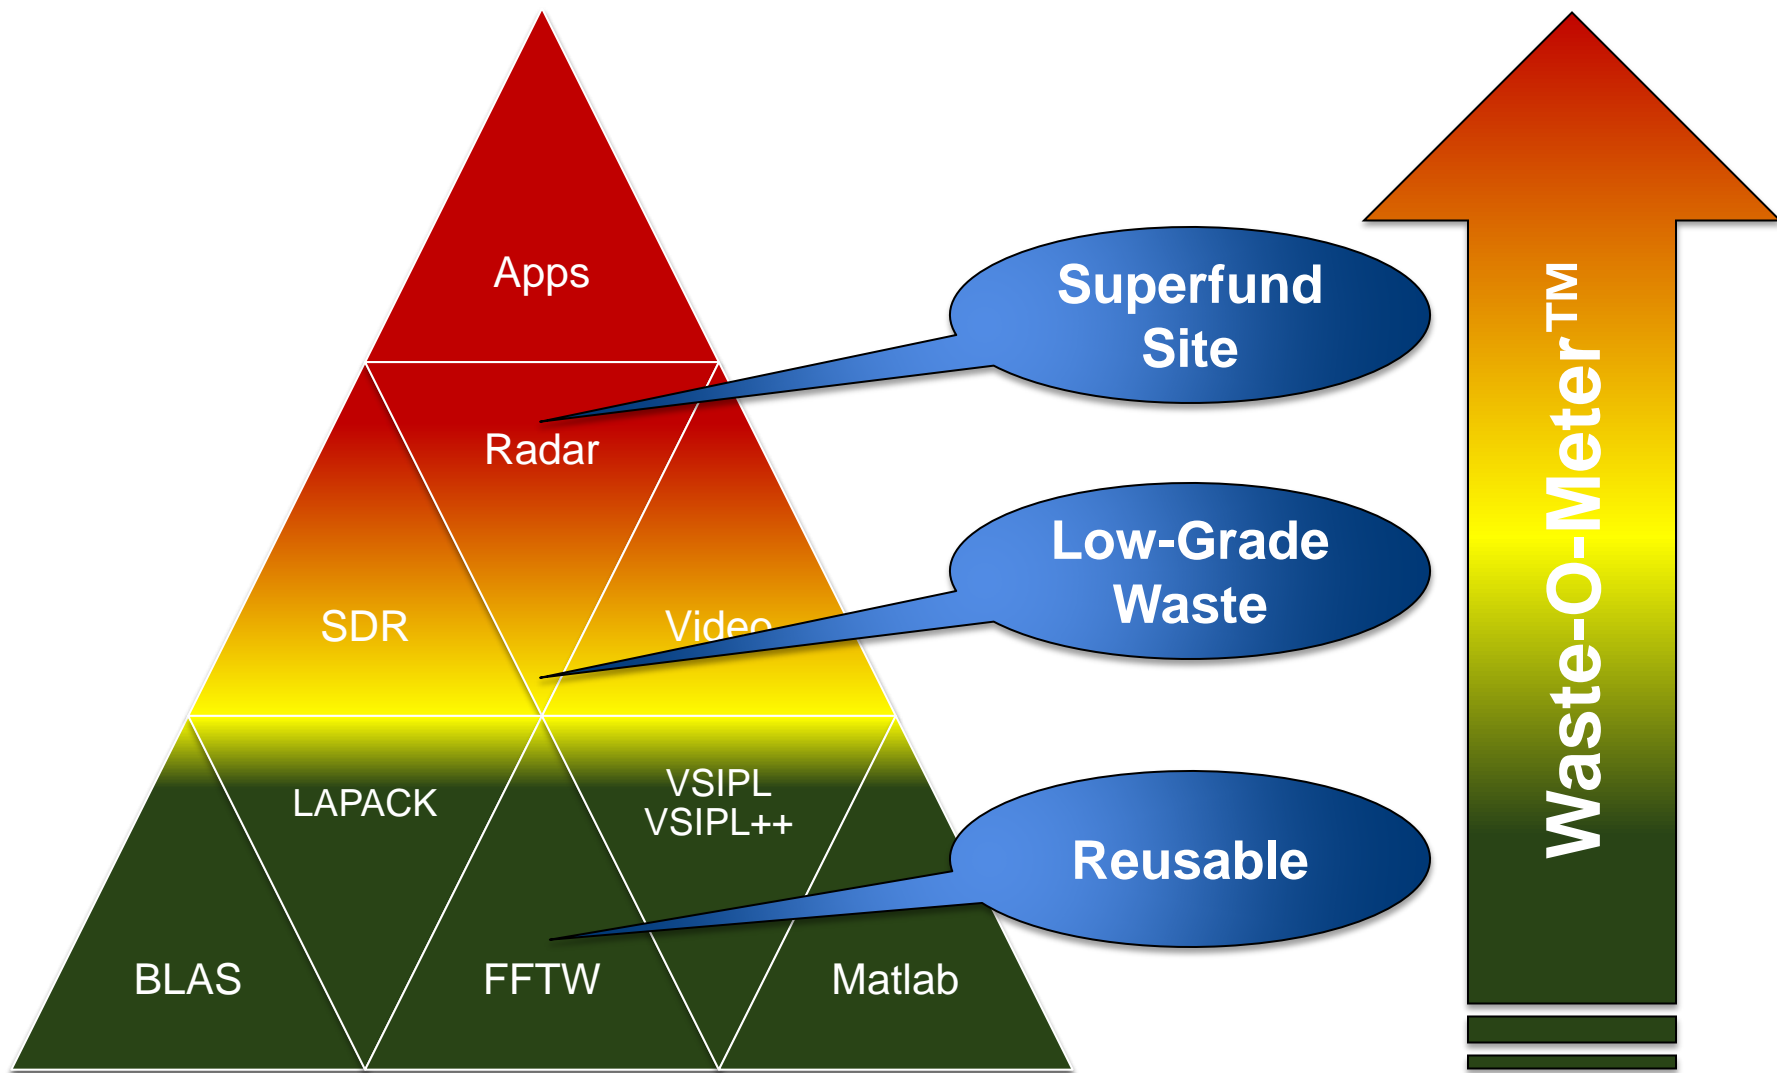 Apps
Superfund
Site
Radar
Low-Grade
Waste
SDR
Video
LAPACK
VSIPL
VSIPL++
Reusable
BLAS
FFTW
Matlab
Waste-O-Meter™